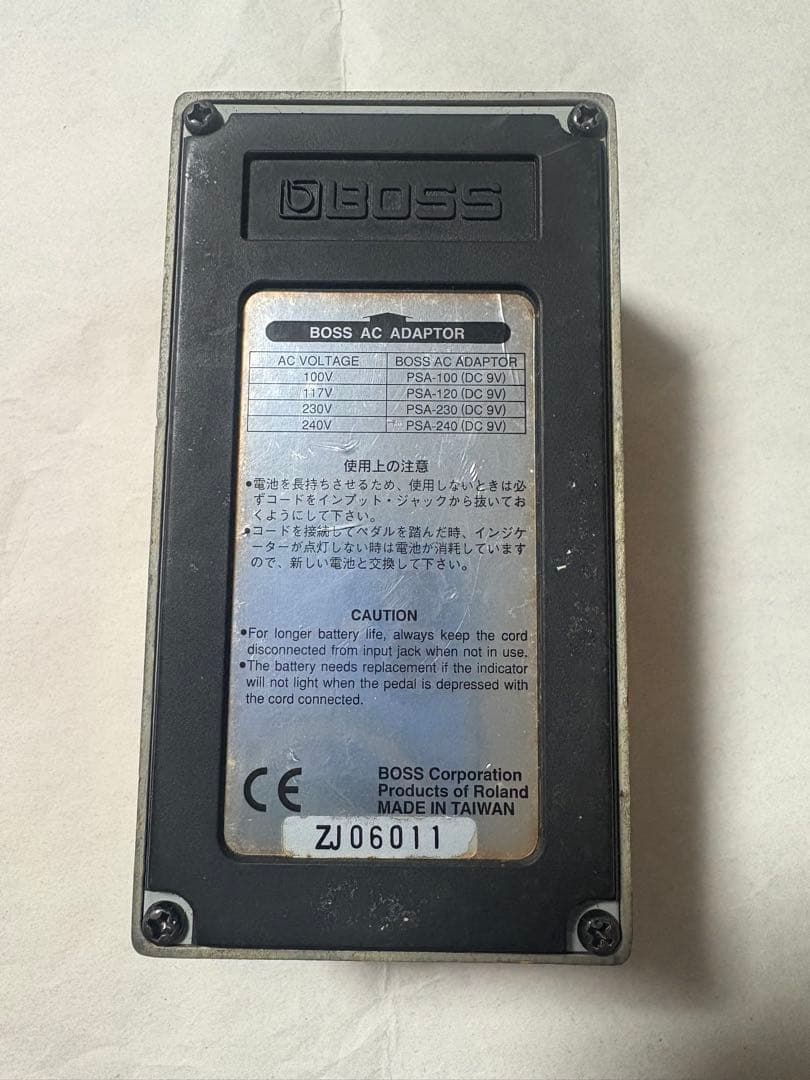 BOSS
BOSS AC ADAPTOR
AC VOLTAGE BOSS AC ADAPTOR
100V PSA-100 (DC 9V)
117V PSA-120 (DC 9V)
230V PSA-230 (DC 9V)
240V PSA-240 (DC 9V)
使用上の注意
●電池を長持ちさせるため、使用しないときは必
ずコードをインプット・ジャックから抜いてお
くようにして下さい。
●コードを接続してペダルを踏んだ時、インジケ
ーターが点灯しない時は電池が消耗しています
ので、新しい電池と交換して下さい。
CAUTION
●For longer battery life, always keep the cord
disconnected from input jack when not in use.
●The battery needs replacement if the indicator
will not light when the pedal is depressed with
the cord connected.
CE
BOSS Corporation
Products of Roland
MADE IN TAIWAN
ZJ06011